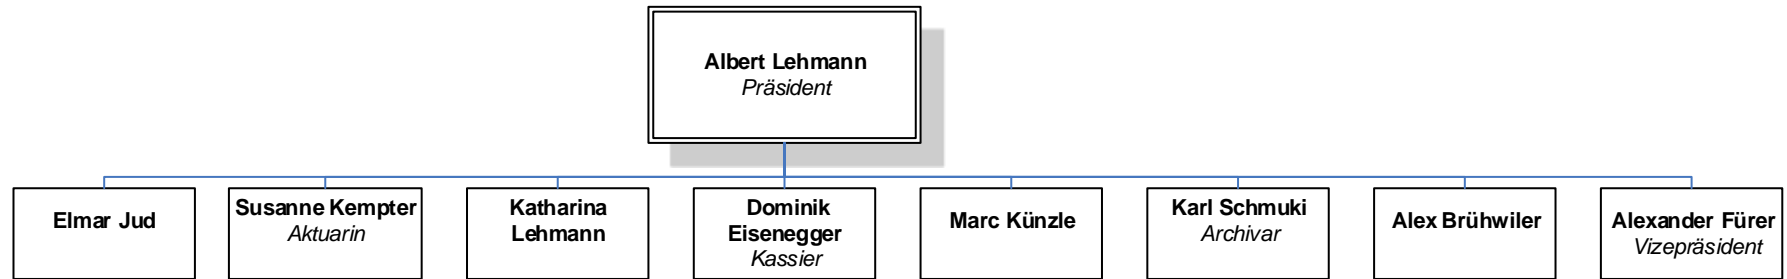 Albert Lehmann
Präsident
Elmar Jud
Susanne Kempter
Aktuarin
Katharina
Lehmann
Dominik
Eisenegger
Kassier
Marc Künzle
Karl Schmuki
Archivar
Alex Brühwiler
Alexander Fürer
Vizepräsident